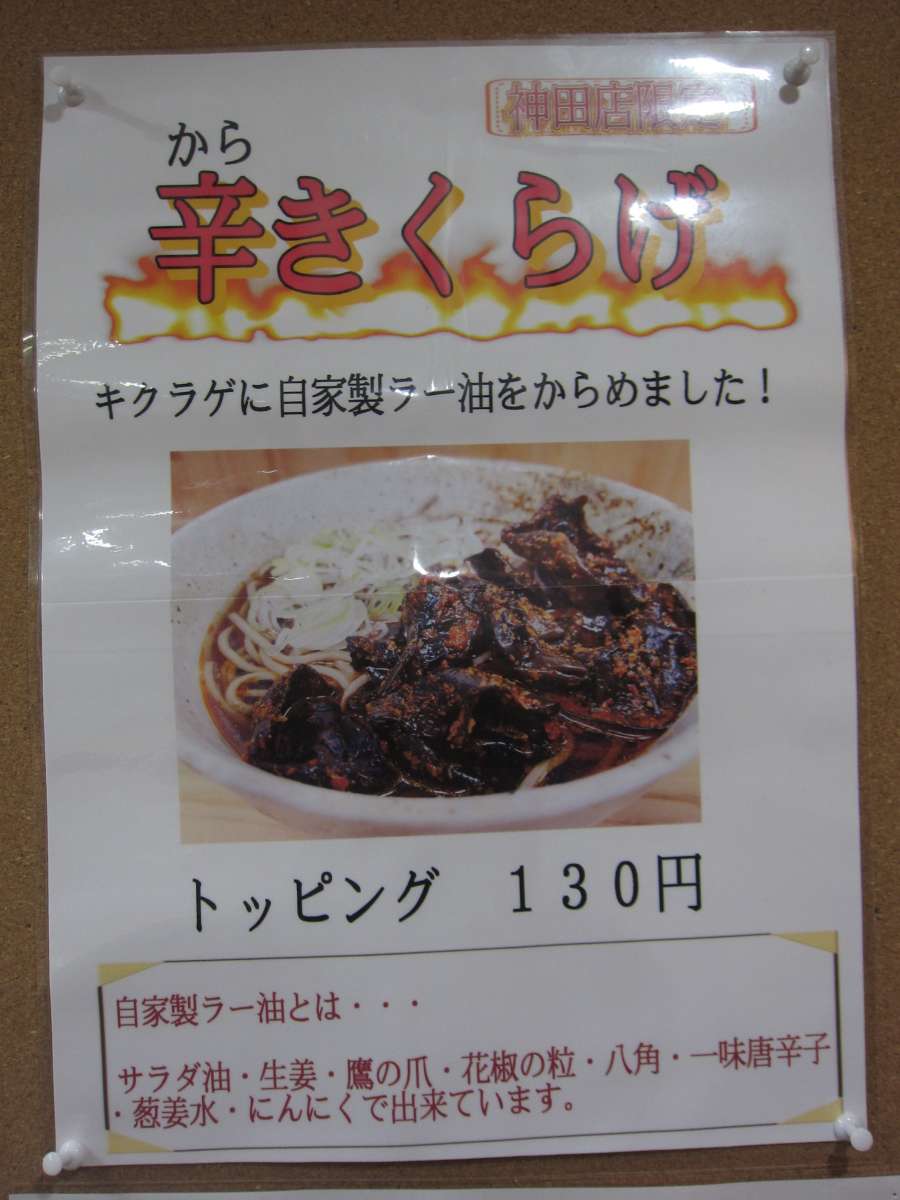 神田店限定
から
辛きくらげ
キクラゲに自家製ラー油をからめました！
トッピング　１３０円
自家製ラー油とは・・・
サラダ油・生姜・鷹の爪・花椒の粒・八角・一味唐辛子
・葱姜水・にんにくで出来ています。